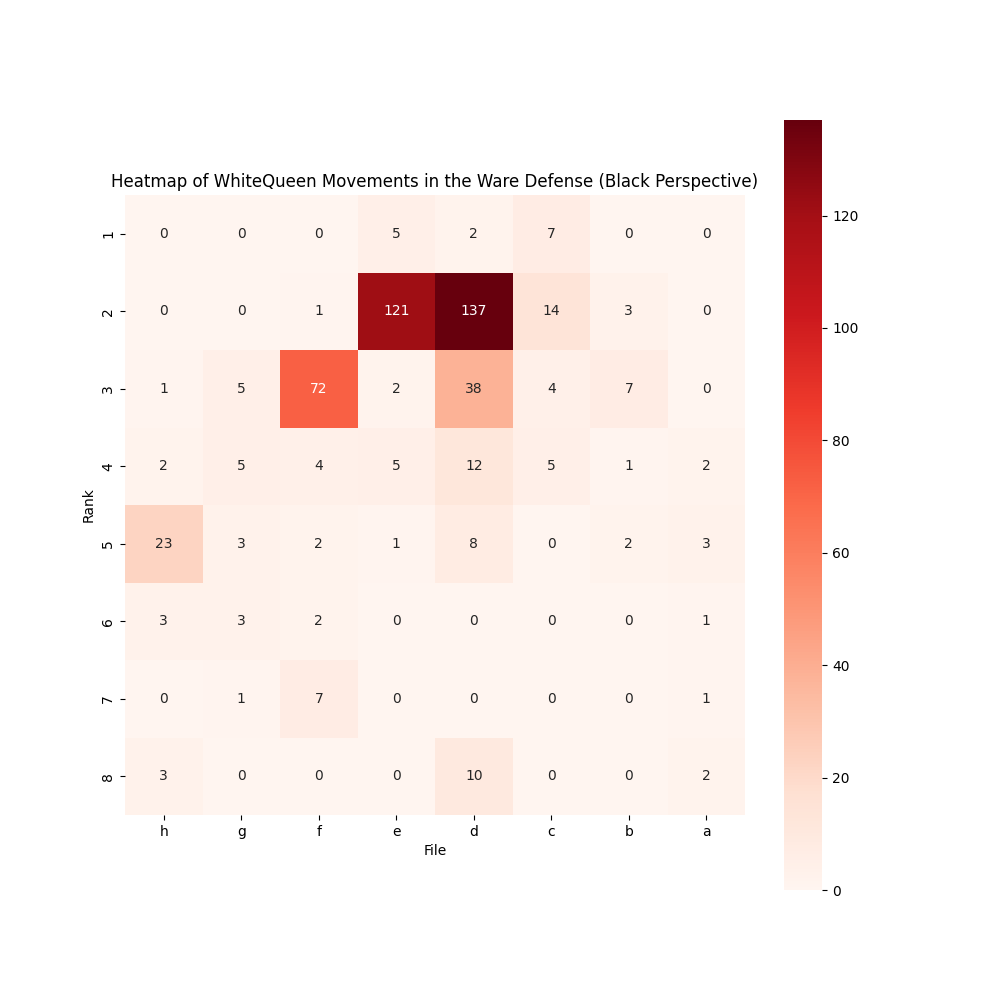 Heatmap of WhiteQueen Movements in the Ware Defense (Black Perspective)
1 0 0 0 5 2 7 0 0
2 0 0 1 121 137 14 3 0
3 1 5 72 2 38 4 7 0
4 2 5 4 5 12 5 1 2
5 23 3 2 1 8 0 2 3
6 3 3 2 0 0 0 0 1
7 0 1 7 0 0 0 0 1
8 3 0 0 0 10 0 0 2
h g f e d c b a
File
Rank
120
100
80
60
40
20
0